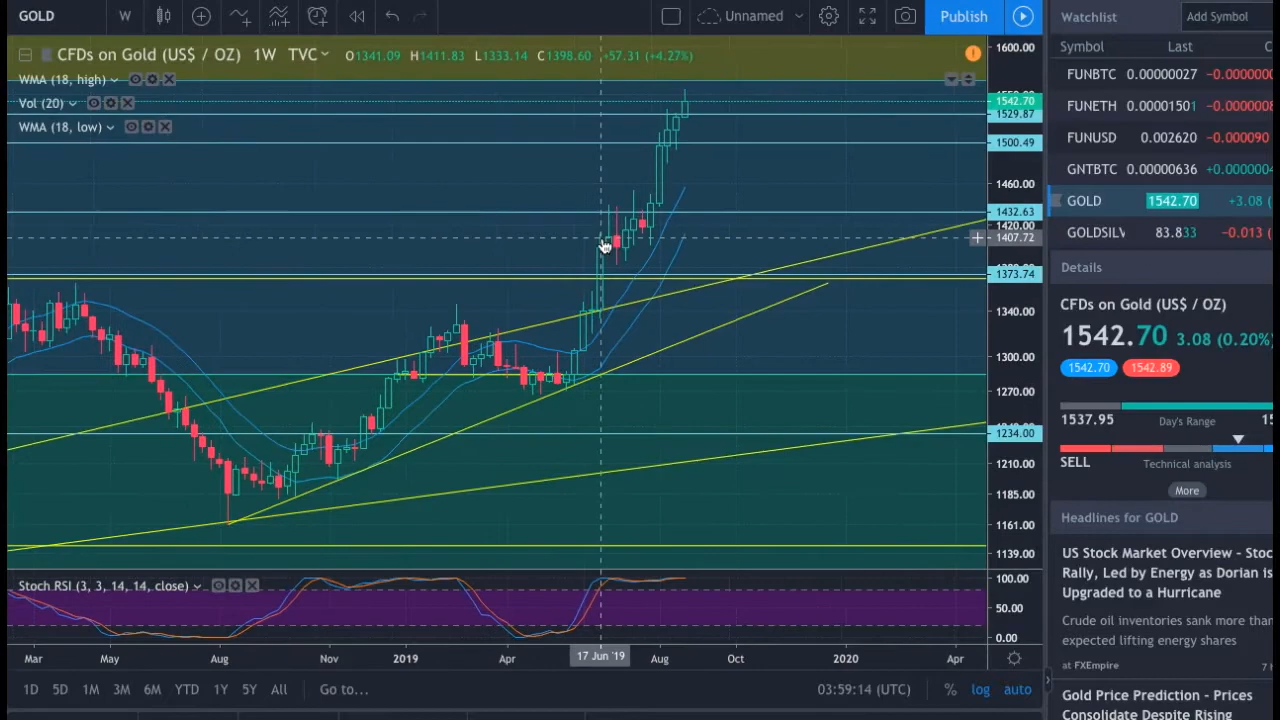 GOLD W Unnamed Publish
CFDs on Gold (US$ / OZ) 1W TVC O1341.09 H1411.83 L1333.14 C1398.60 +57.31 (+4.27%)
WMA (18, high)
Vol (20)
WMA (18, low)
1600.00
1542.70
1529.87
1500.49
1460.00
1432.63
1420.00
1407.72
1373.74
1340.00
1300.00
1270.00
1234.00
1210.00
1185.00
1161.00
1139.00
Stoch RSI (3, 3, 14, 14, close)
100.00
50.00
0.00
Mar May Aug Nov 2019 Apr 17 Jun '19 Aug Oct 2020 Apr
1D 5D 1M 3M 6M YTD 1Y 5Y All Go to... 03:59:14 (UTC) % log auto
Watchlist Add Symbol
Symbol Last C
FUNBTC 0.00000027 -0.0000000
FUNETH 0.00001501 -0.0000008
FUNUSD 0.002620 -0.000090
GNTBTC 0.00000636 +0.0000004
GOLD 1542.70 +3.08 (
GOLDSILV 83.833 -0.013 (
Details
CFDs on Gold (US$ / OZ)
1542.70 3.08 (0.20%)
1542.70 1542.89
1537.95 Day's Range 15
SELL Technical analysis
More
Headlines for GOLD
US Stock Market Overview - Stoc
Rally, Led by Energy as Dorian is
Upgraded to a Hurricane
Crude oil inventories sank more than
expected lifting energy shares
at FXEmpire 7 h
Gold Price Prediction - Prices
Consolidate Despite Rising